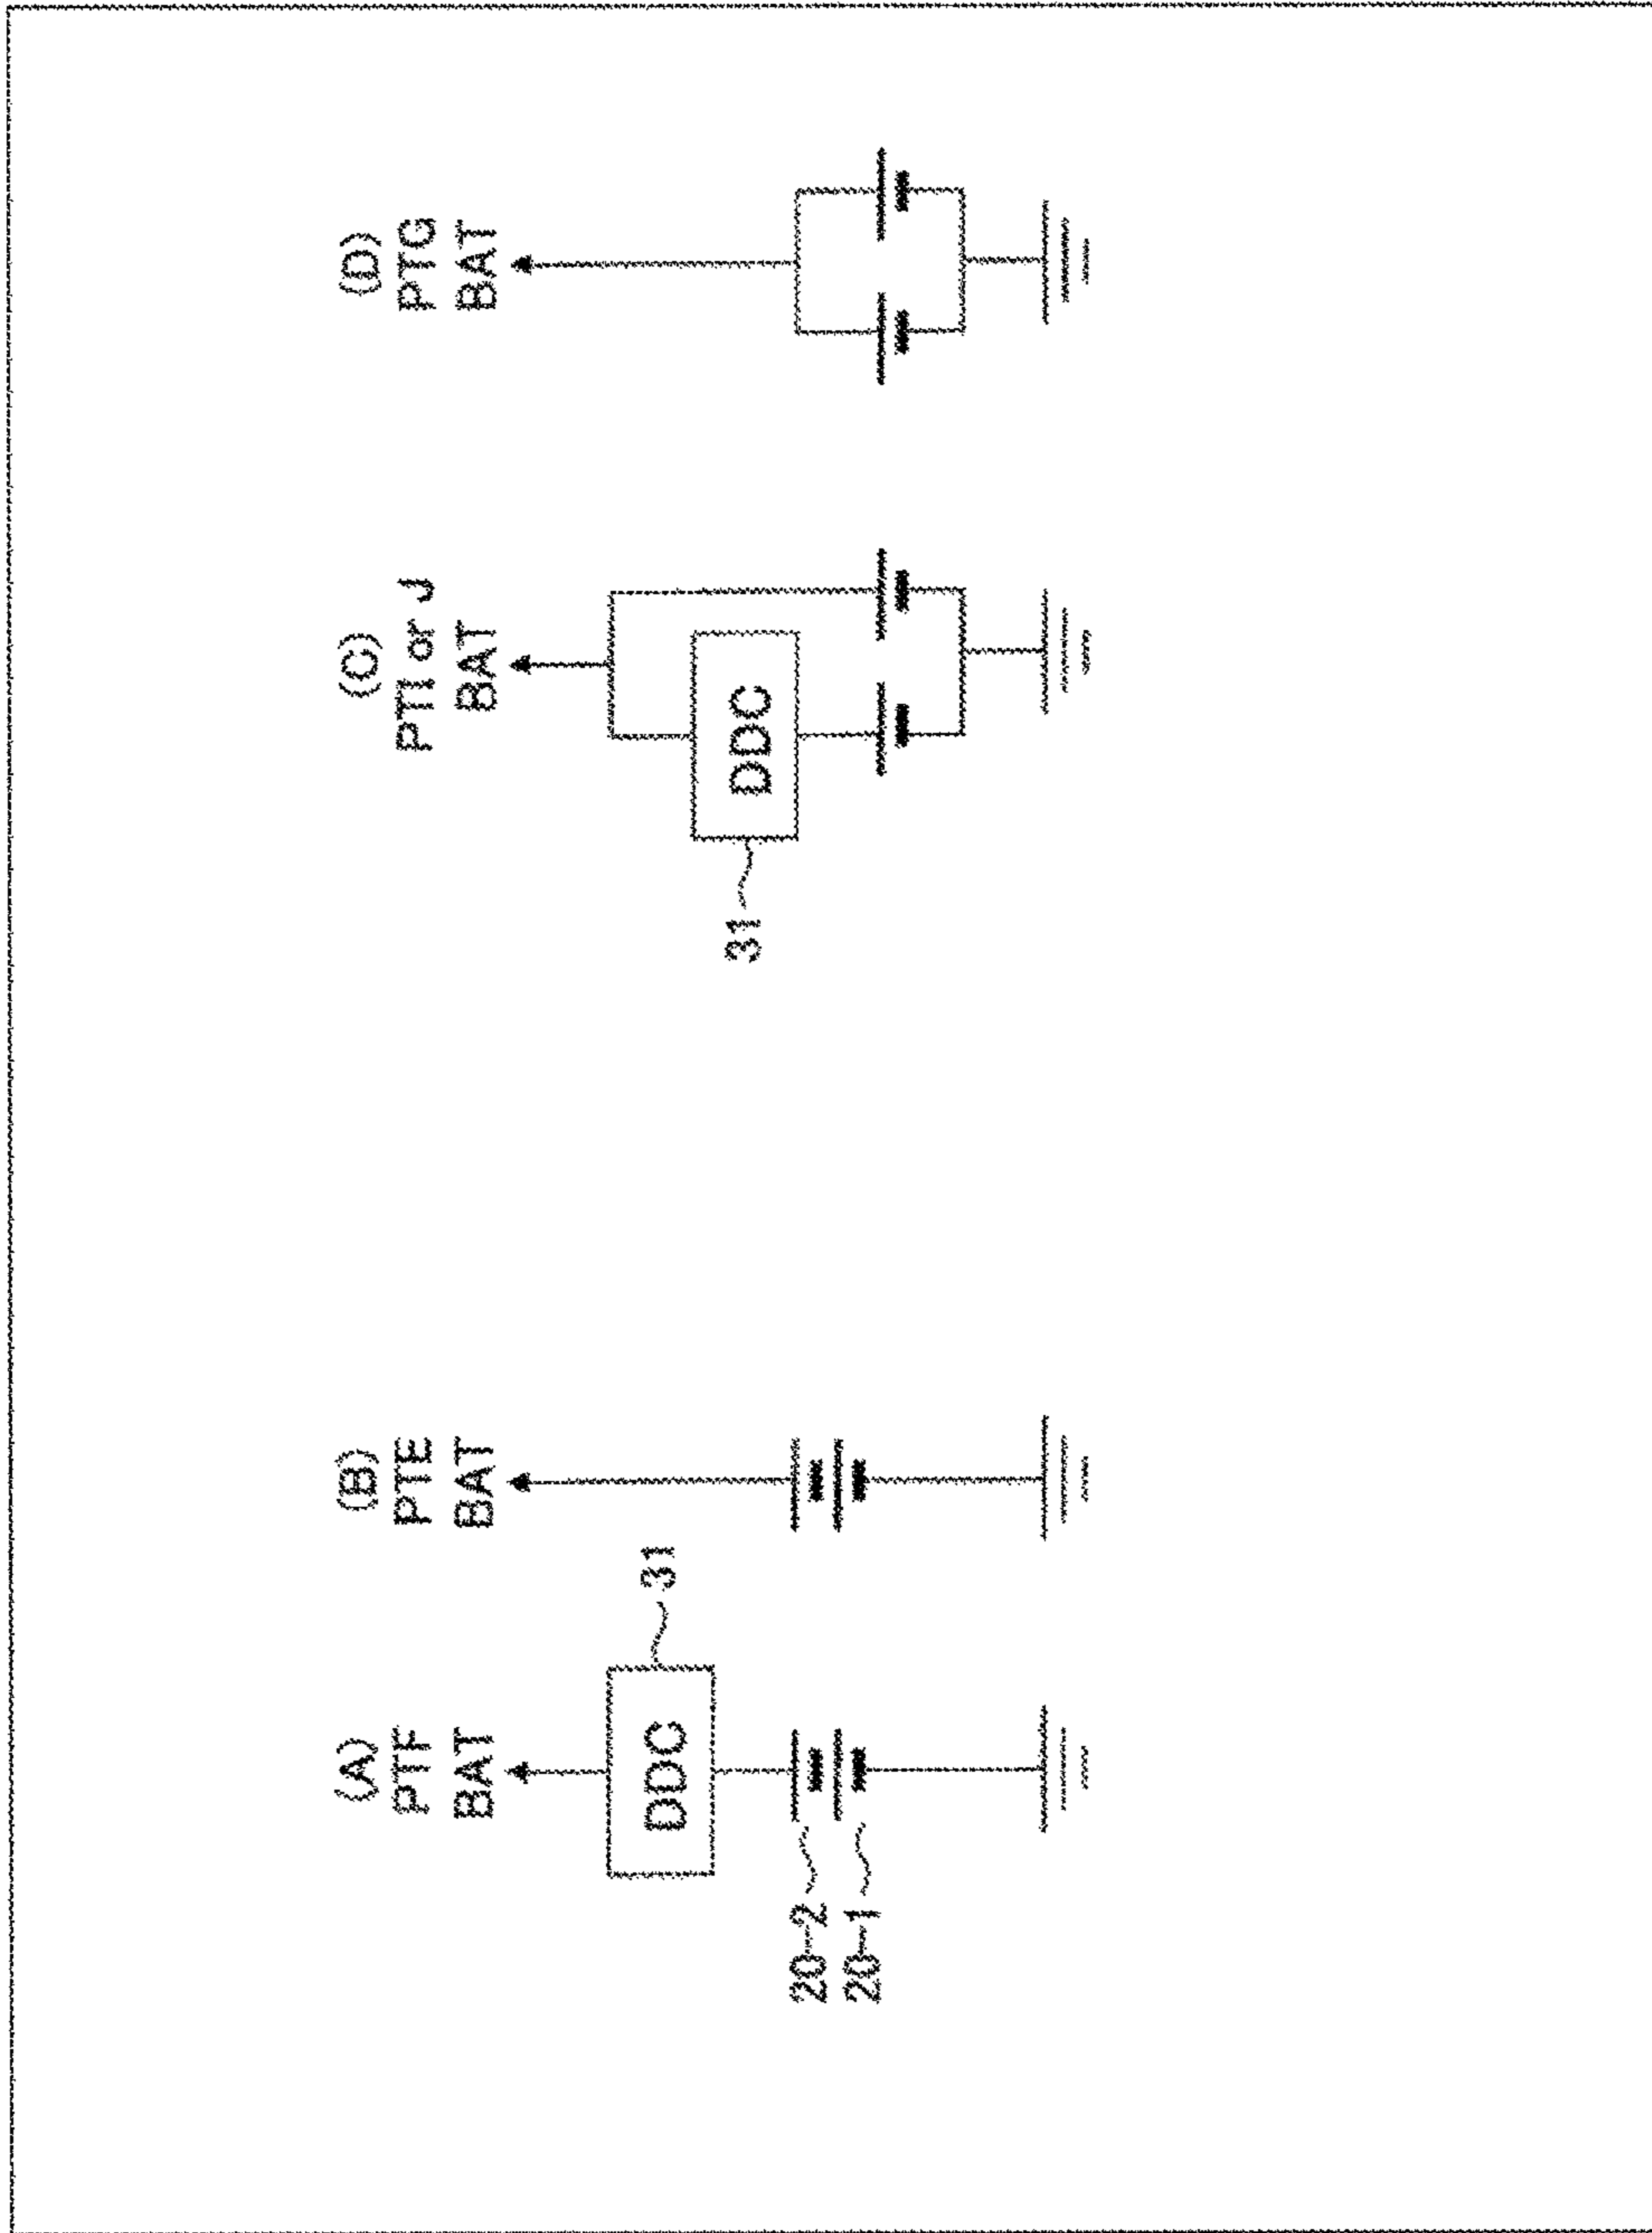 (A)
PTF
BAT
DDC
31
20-2
20-1
(B)
PTE
BAT
(C)
PTI or J
BAT
DDC
31
(D)
PTG
BAT